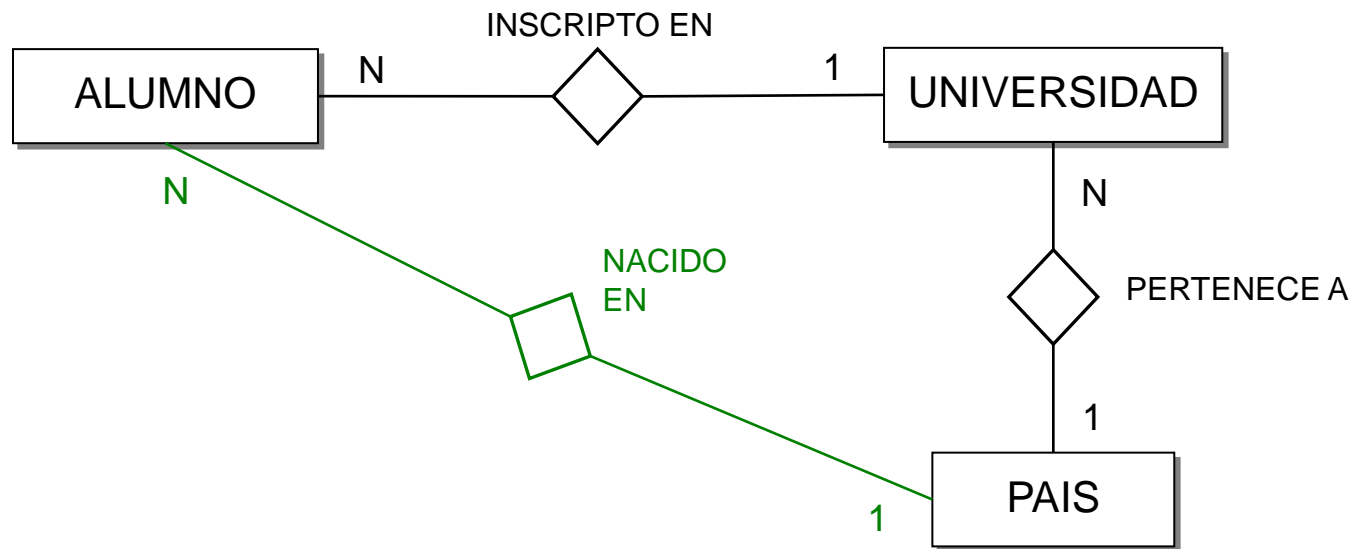 INSCRIPTO EN
ALUMNO
N
1
UNIVERSIDAD
N
N
NACIDO
EN
PERTENECE A
1
PAIS
1